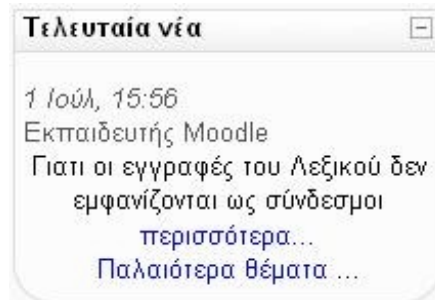 Τελευταία νέα
1 Ιούλ, 15:56
Εκπαιδευτής Moodle
Γιατι οι εγγραφές του Λεξικού δεν
εμφανίζονται ως σύνδεσμοι
περισσότερα...
Παλαιότερα θέματα ...